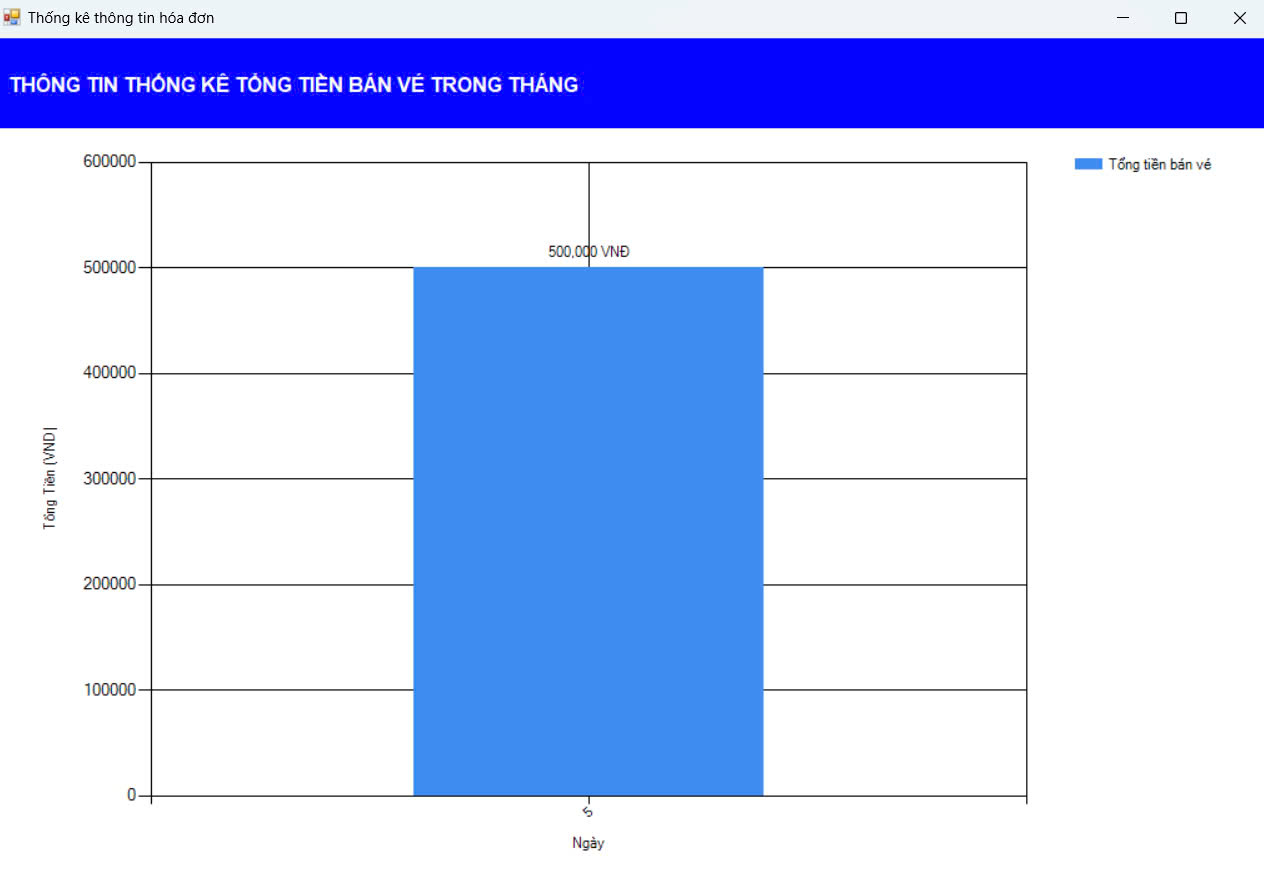 Thống kê thông tin hóa đơn
THÔNG TIN THỐNG KÊ TỔNG TIỀN BÁN VÉ TRONG THÁNG
600000
500000
400000
300000
200000
100000
0
Tổng Tiền (VND)
500,000 VNĐ
5
Ngày
Tổng tiền bán vé